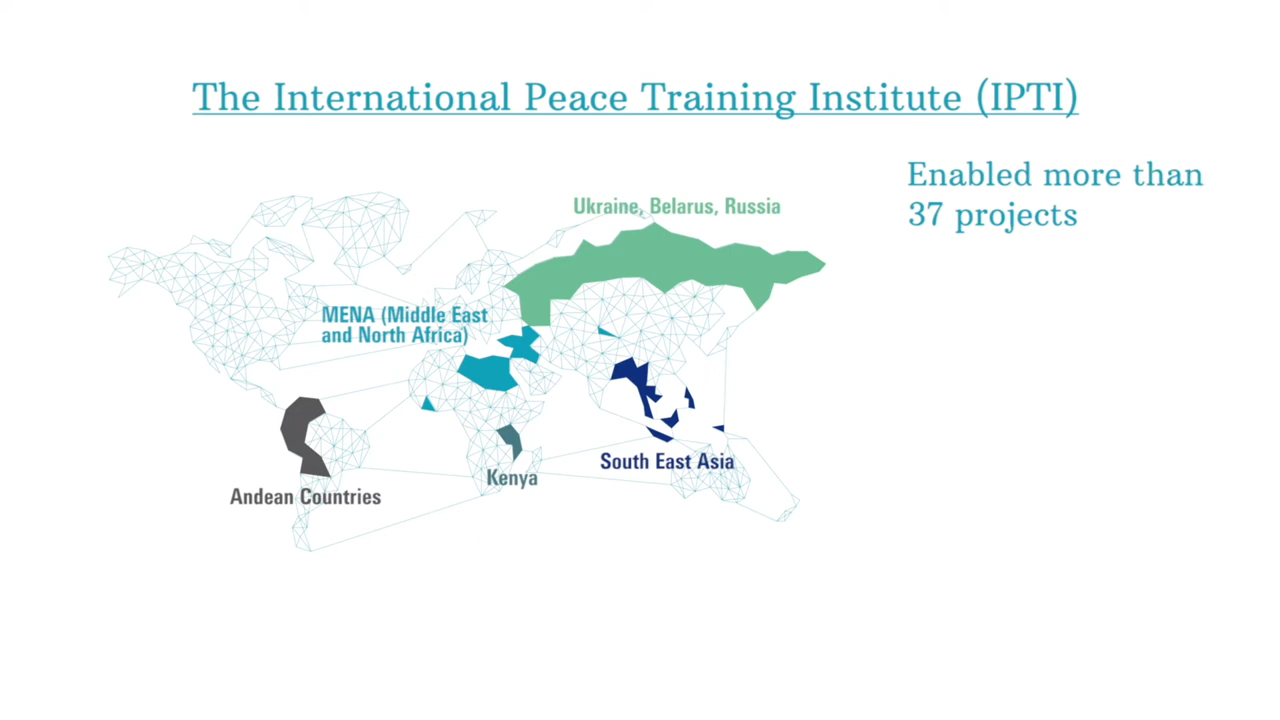 The International Peace Training Institute (IPTI)
Enabled more than
37 projects
Ukraine, Belarus, Russia
MENA (Middle East
and North Africa)
South East Asia
Kenya
Andean Countries